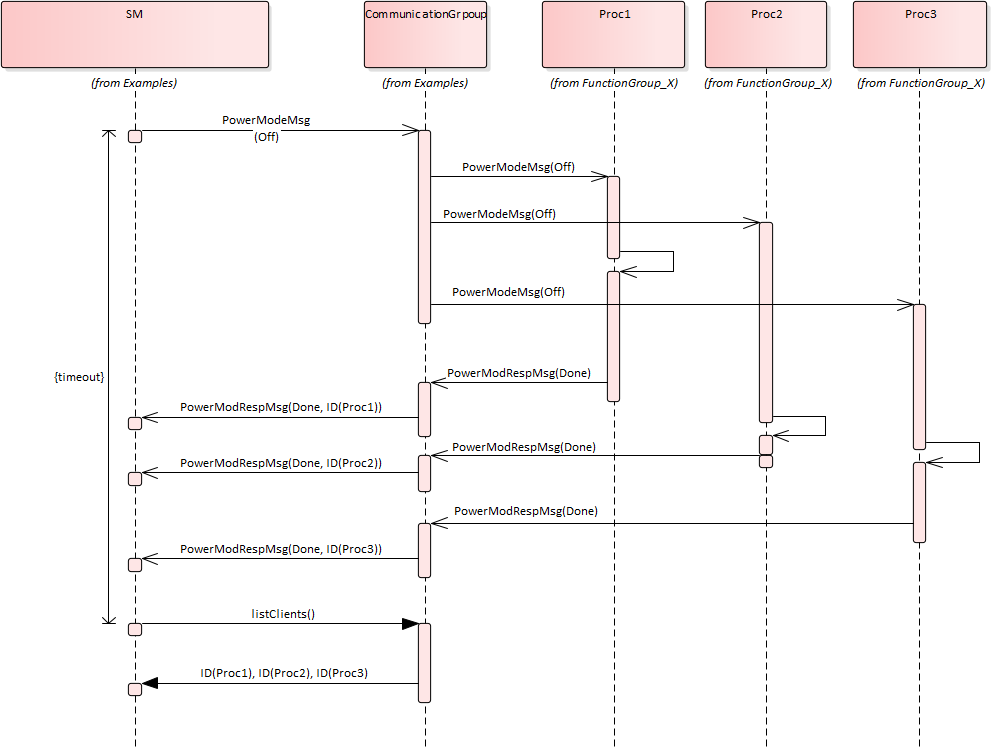 SM
CommunicationGrpoup
Proc1
Proc2
Proc3
(from Examples)
(from Examples)
(from FunctionGroup_X)
(from FunctionGroup_X)
(from FunctionGroup_X)
PowerModeMsg
(Off)
PowerModeMsg(Off)
PowerModeMsg(Off)
PowerModeMsg(Off)
{timeout}
PowerModRespMsg(Done)
PowerModRespMsg(Done, ID(Proc1))
PowerModRespMsg(Done)
PowerModRespMsg(Done, ID(Proc2))
PowerModRespMsg(Done)
PowerModRespMsg(Done, ID(Proc3))
listClients()
ID(Proc1), ID(Proc2), ID(Proc3)